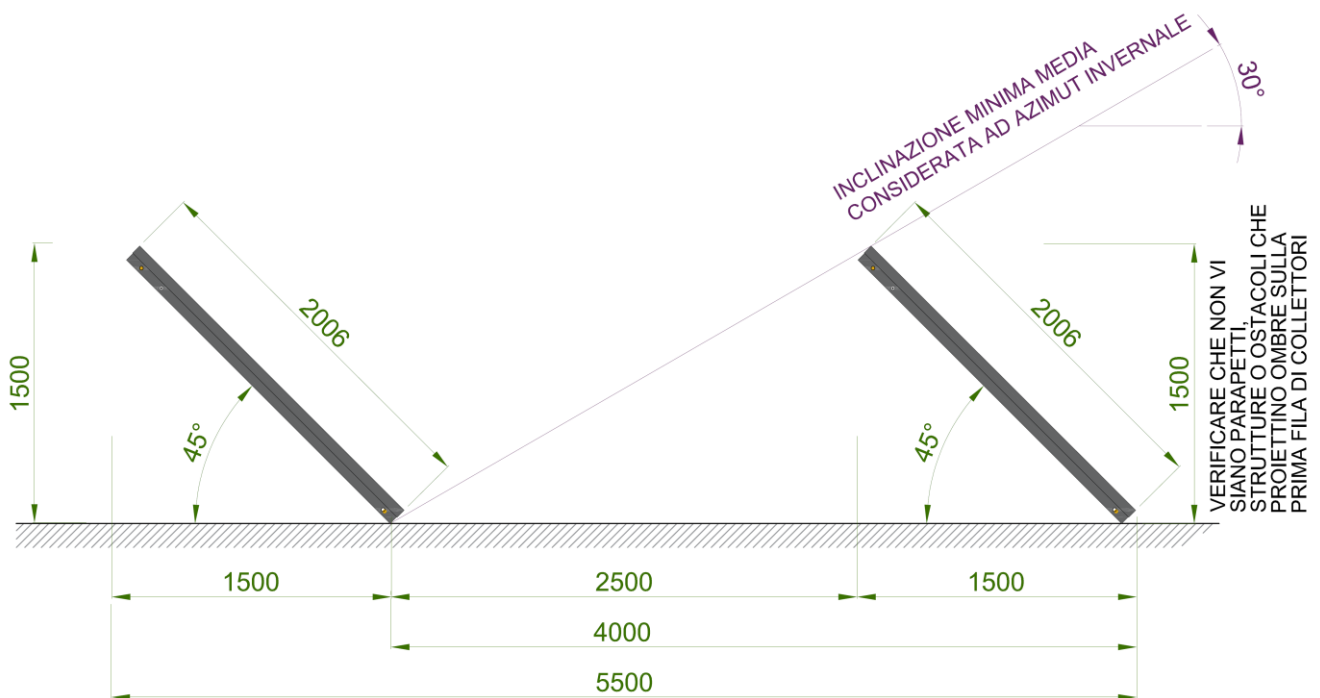 INCLINAZIONE MINIMA MEDIA
CONSIDERATA AD AZIMUT INVERNALE
30°
2006
2006
1500
45°
45°
1500
VERIFICARE CHE NON VI
SIANO PARAPETTI,
STRUTTURE O OSTACOLI CHE
PROIETTINO OMBRE SULLA
PRIMA FILA DI COLLETTORI
1500
2500
1500
4000
5500